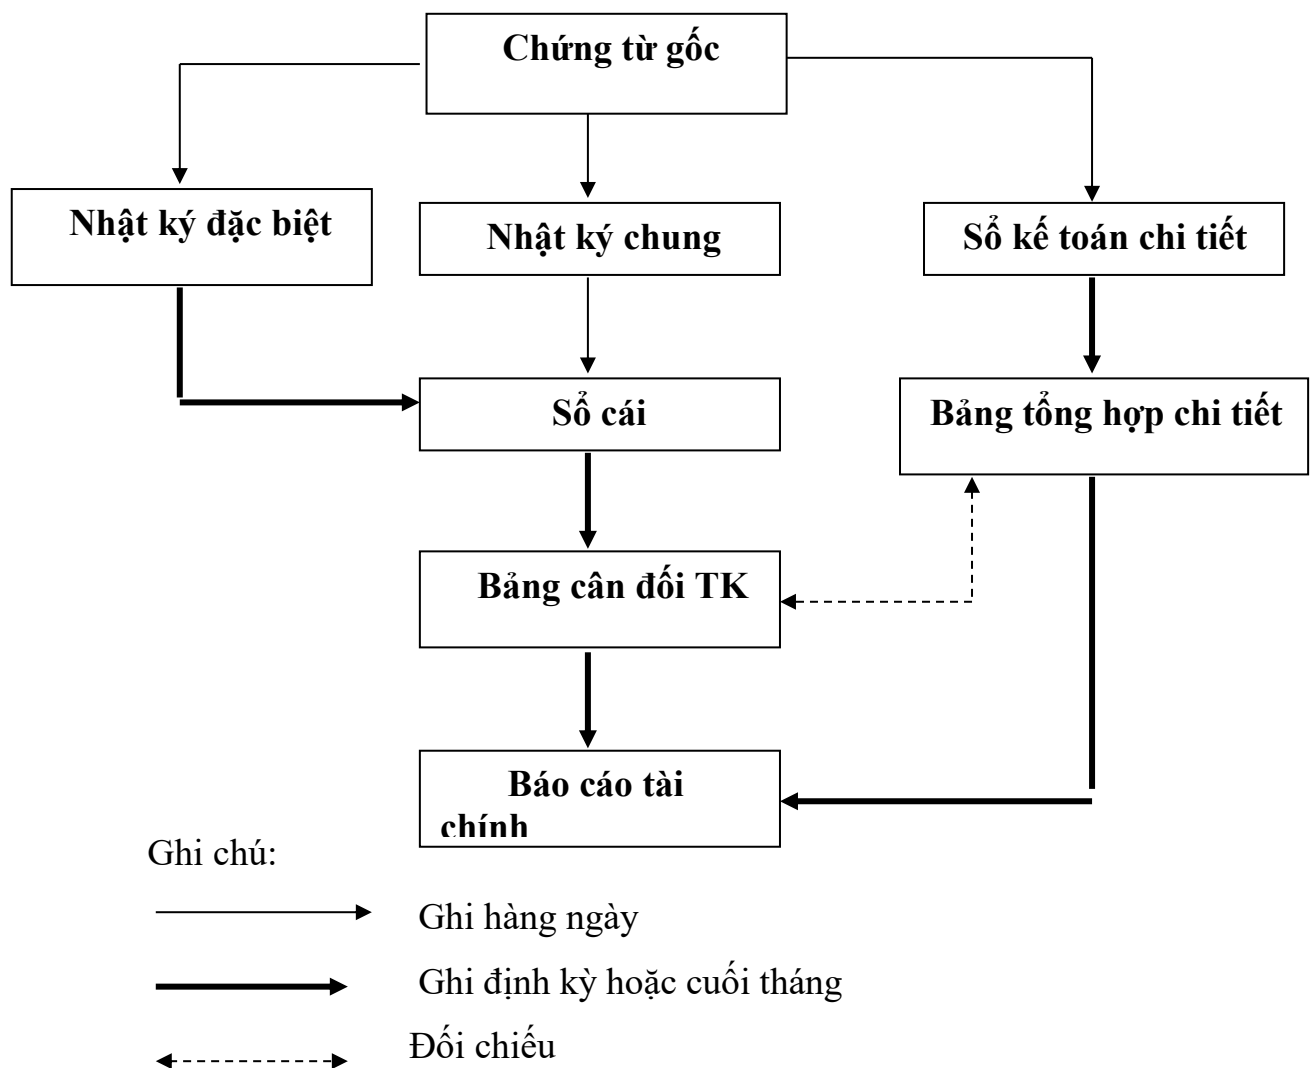 Chứng từ gốc
Nhật ký đặc biệt
Nhật ký chung
Sổ kế toán chi tiết
Sổ cái
Bảng tổng hợp chi tiết
Bảng cân đối TK
Báo cáo tài
chính
Ghi chú:
Ghi hàng ngày
Ghi định kỳ hoặc cuối tháng
Đối chiếu